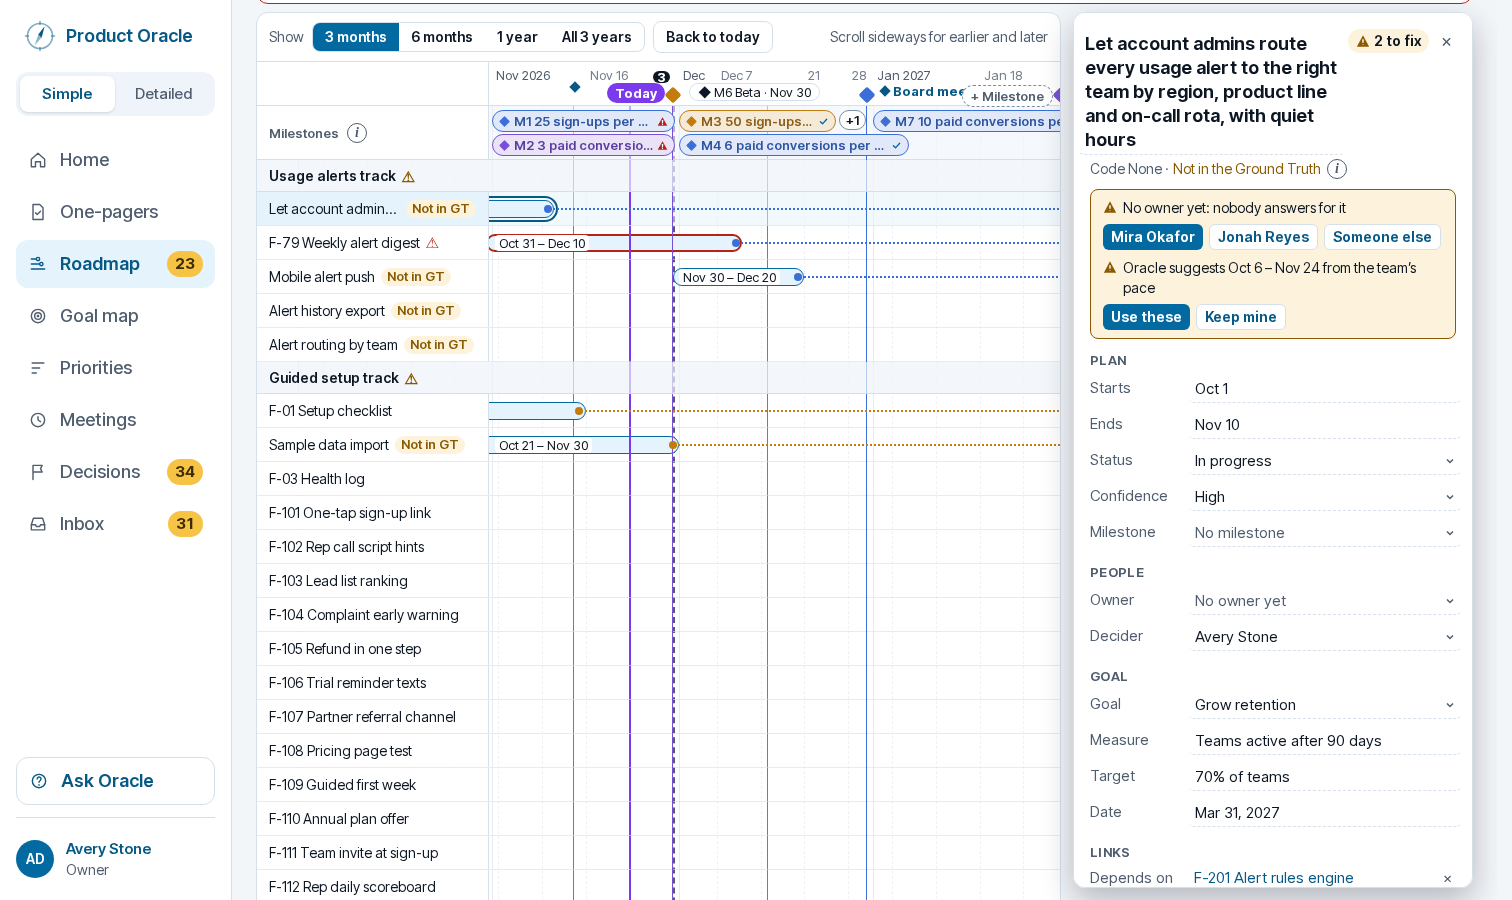 Product Oracle
Simple
Detailed
Home
One-pagers
Roadmap
23
Goal map
Priorities
Meetings
Decisions
34
Inbox
31
Ask Oracle
AD
Avery Stone
Owner
Show
3 months
6 months
1 year
All 3 years
Back to today
Scroll sideways for earlier and later
Nov 2026
Nov 16
3
Dec
Dec 7
21
28
Jan 2027
Jan 18
Today
M6 Beta · Nov 30
Board mee
+ Milestone
Milestones
i
M1 25 sign-ups per ...
M3 50 sign-ups...
+1
M7 10 paid conversions pe
M2 3 paid conversio...
M4 6 paid conversions per ...
Usage alerts track
Let account admin...
Not in GT
F-79 Weekly alert digest
Oct 31 – Dec 10
Mobile alert push
Not in GT
Nov 30 – Dec 20
Alert history export
Not in GT
Alert routing by team
Not in GT
Guided setup track
F-01 Setup checklist
Sample data import
Not in GT
Oct 21 – Nov 30
F-03 Health log
F-101 One-tap sign-up link
F-102 Rep call script hints
F-103 Lead list ranking
F-104 Complaint early warning
F-105 Refund in one step
F-106 Trial reminder texts
F-107 Partner referral channel
F-108 Pricing page test
F-109 Guided first week
F-110 Annual plan offer
F-111 Team invite at sign-up
F-112 Rep daily scoreboard
Let account admins route
every usage alert to the right
team by region, product line
and on-call rota, with quiet
hours
2 to fix
×
Code None · Not in the Ground Truth
i
No owner yet: nobody answers for it
Mira Okafor
Jonah Reyes
Someone else
Oracle suggests Oct 6 – Nov 24 from the team's
pace
Use these
Keep mine
PLAN
Starts
Oct 1
Ends
Nov 10
Status
In progress
Confidence
High
Milestone
No milestone
PEOPLE
Owner
No owner yet
Decider
Avery Stone
GOAL
Goal
Grow retention
Measure
Teams active after 90 days
Target
70% of teams
Date
Mar 31, 2027
LINKS
Depends on
F-201 Alert rules engine
×